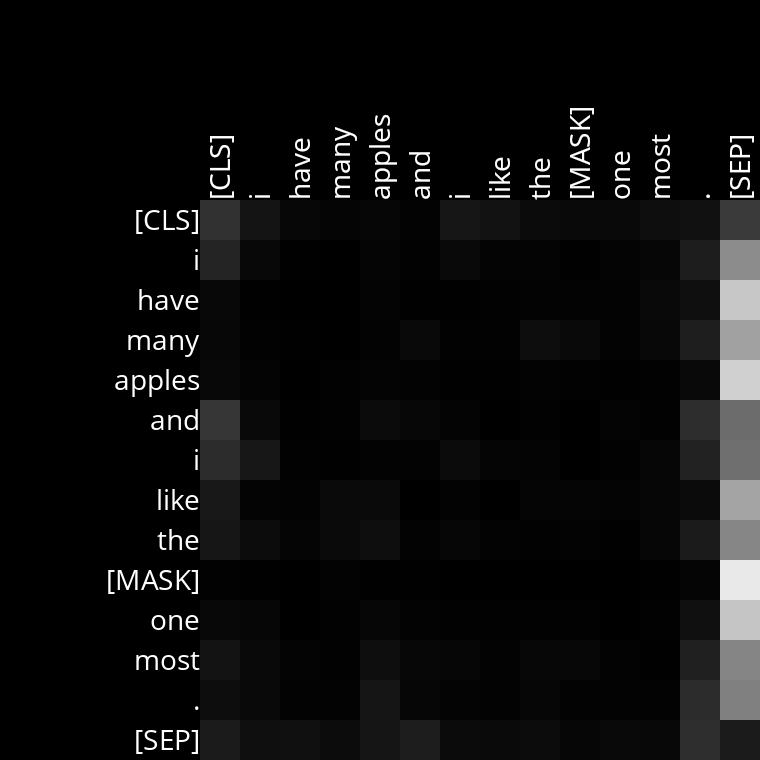 [CLS] i have many apples and i like the [MASK] one most . [SEP]
[CLS]
i
have
many
apples
and
i
like
the
[MASK]
one
most
.
[SEP]